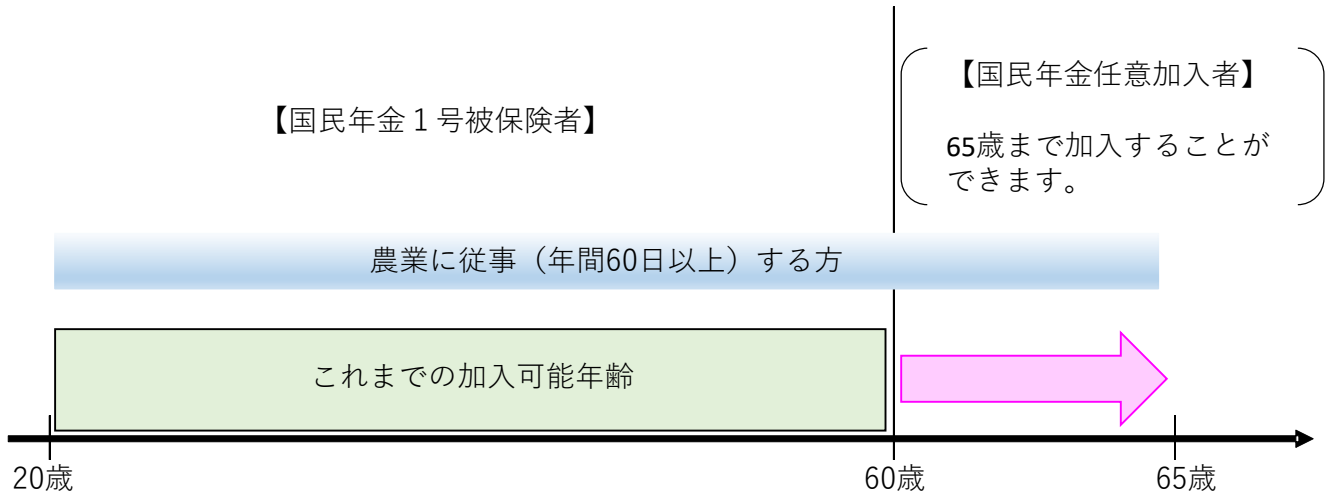 【国民年金１号被保険者】
【国民年金任意加入者】
65歳まで加入することが
できます。
農業に従事（年間60日以上）する方
これまでの加入可能年齢
20歳
60歳
65歳